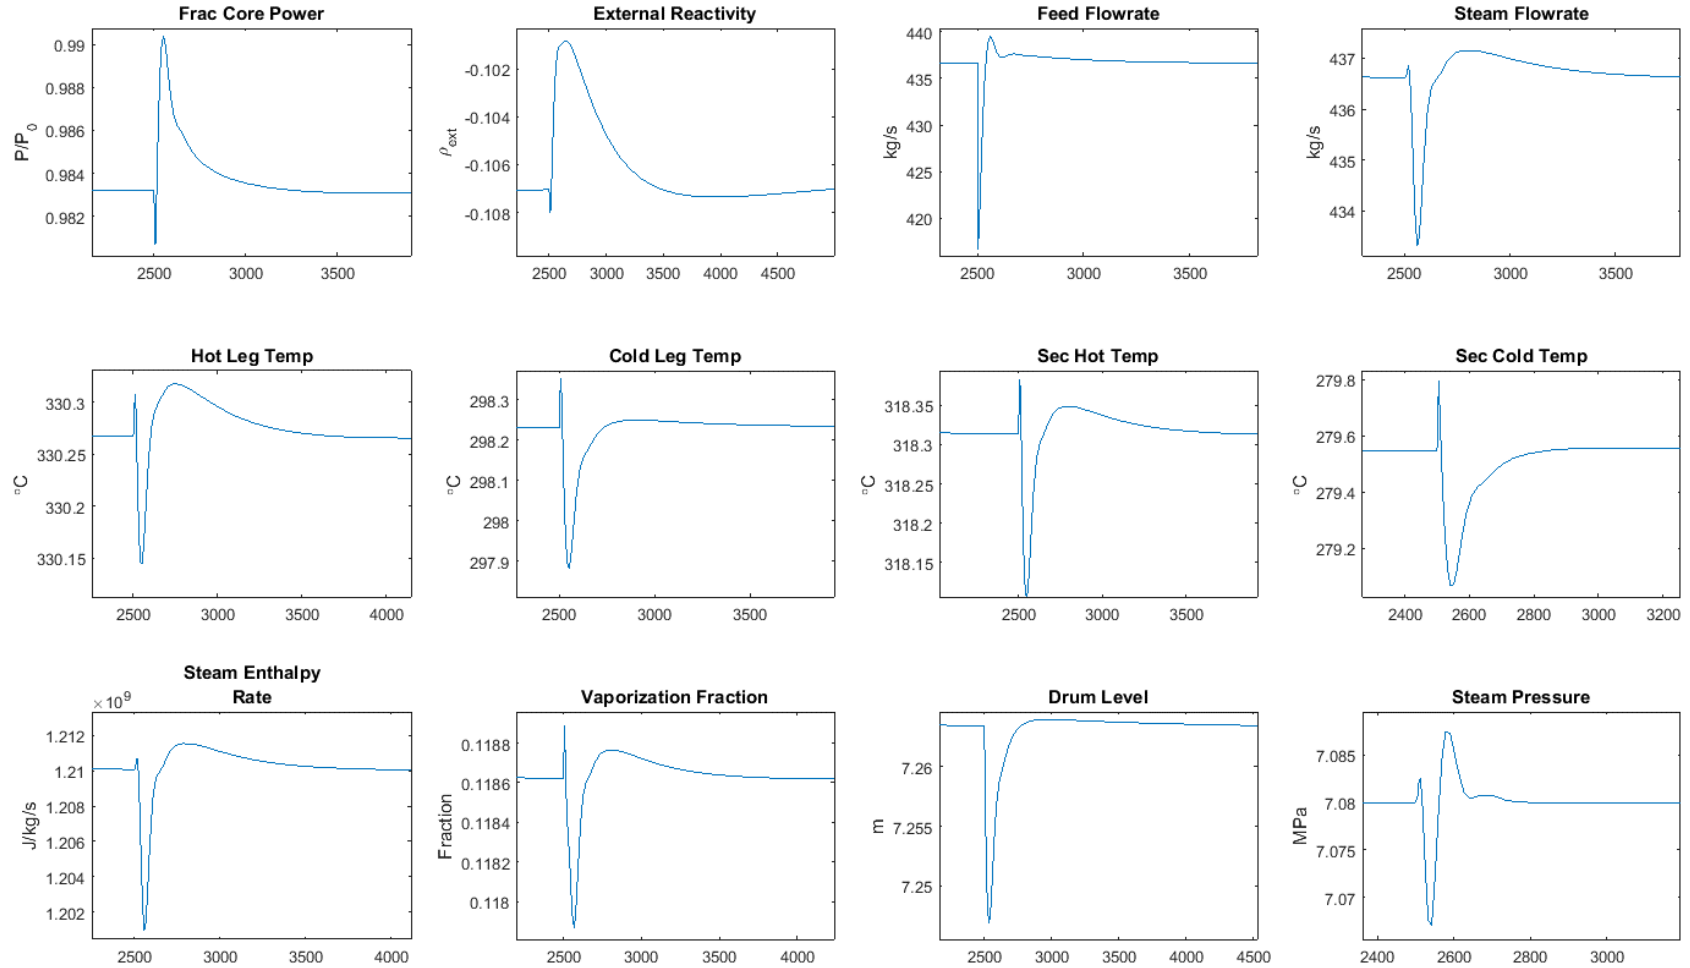 Frac Core Power
External Reactivity
Feed Flowrate
Steam Flowrate
0.99
0.988
0.986
0.984
0.982
P/P0
2500 3000 3500
-0.102
-0.104
-0.106
-0.108
ρext
2500 3000 3500 4000 4500
440
435
430
425
420
kg/s
2500 3000 3500
437
436
435
434
kg/s
2500 3000 3500
Hot Leg Temp
Cold Leg Temp
Sec Hot Temp
Sec Cold Temp
330.3
330.25
330.2
330.15
°C
2500 3000 3500 4000
298.3
298.2
298.1
298
297.9
°C
2500 3000 3500
318.35
318.3
318.25
318.2
318.15
°C
2500 3000 3500
279.8
279.6
279.4
279.2
°C
2400 2600 2800 3000 3200
Steam Enthalpy
Rate
Vaporization Fraction
Drum Level
Steam Pressure
×10^9
1.212
1.21
1.208
1.206
1.204
1.202
J/kg/s
2500 3000 3500 4000
0.1188
0.1186
0.1184
0.1182
0.118
Fraction
2500 3000 3500 4000
7.26
7.255
7.25
m
2500 3000 3500 4000 4500
7.085
7.08
7.075
7.07
MPa
2400 2600 2800 3000